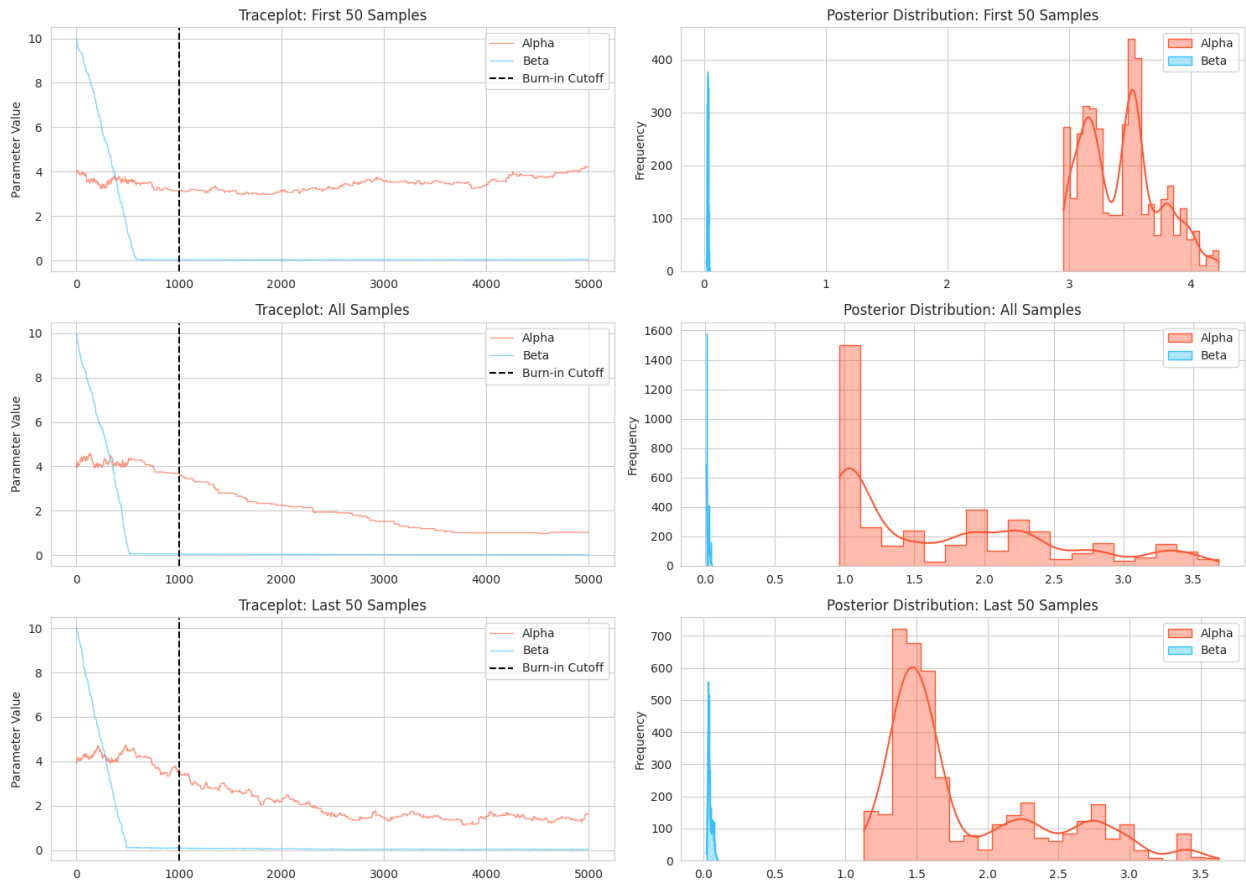 Traceplot: First 50 Samples
Parameter Value
10
8
6
4
2
0
0 1000 2000 3000 4000 5000
Alpha
Beta
Burn-in Cutoff
Posterior Distribution: First 50 Samples
Frequency
400
300
200
100
0
0 1 2 3 4
Alpha
Beta
Traceplot: All Samples
Parameter Value
10
8
6
4
2
0
0 1000 2000 3000 4000 5000
Alpha
Beta
Burn-in Cutoff
Posterior Distribution: All Samples
Frequency
1600
1400
1200
1000
800
600
400
200
0
0.0 0.5 1.0 1.5 2.0 2.5 3.0 3.5
Alpha
Beta
Traceplot: Last 50 Samples
Parameter Value
10
8
6
4
2
0
0 1000 2000 3000 4000 5000
Alpha
Beta
Burn-in Cutoff
Posterior Distribution: Last 50 Samples
Frequency
700
600
500
400
300
200
100
0
0.0 0.5 1.0 1.5 2.0 2.5 3.0 3.5
Alpha
Beta